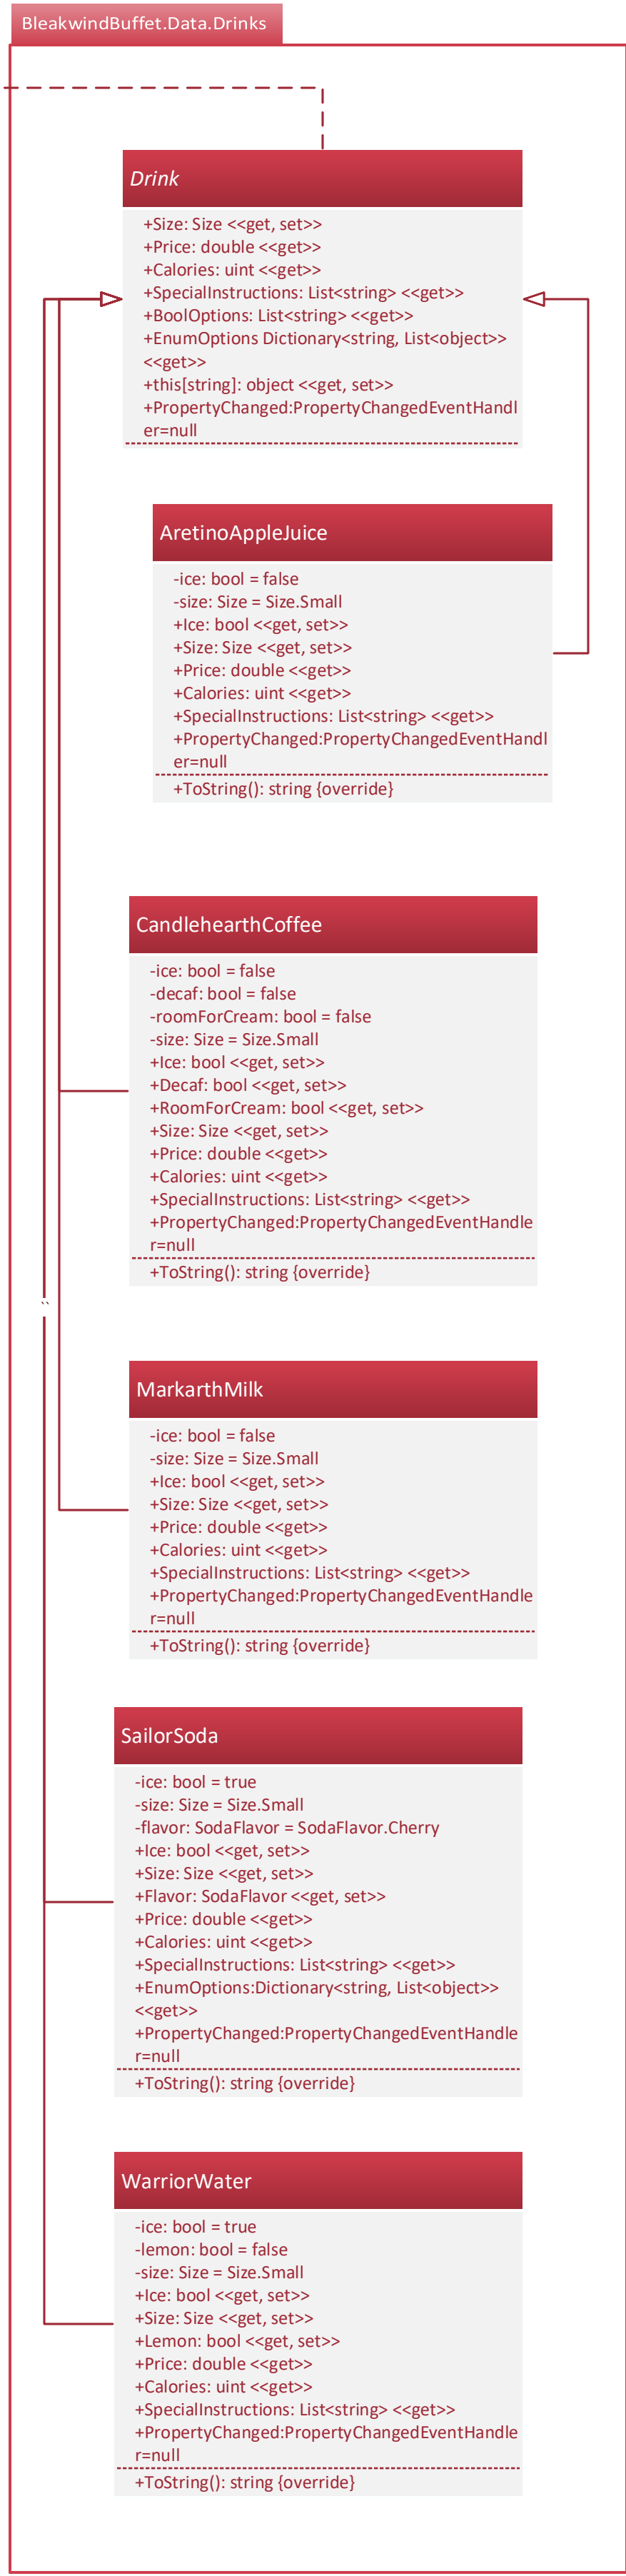 BleakwindBuffet.Data.Drinks
Drink
+Size: Size <<get, set>>
+Price: double <<get>>
+Calories: uint <<get>>
+SpecialInstructions: List<string> <<get>>
+BoolOptions: List<string> <<get>>
+EnumOptions Dictionary<string, List<object>>
<<get>>
+this[string]: object <<get, set>>
+PropertyChanged:PropertyChangedEventHandl
er=null
AretinoAppleJuice
-ice: bool = false
-size: Size = Size.Small
+Ice: bool <<get, set>>
+Size: Size <<get, set>>
+Price: double <<get>>
+Calories: uint <<get>>
+SpecialInstructions: List<string> <<get>>
+PropertyChanged:PropertyChangedEventHandl
er=null
+ToString(): string {override}
CandlehearthCoffee
-ice: bool = false
-decaf: bool = false
-roomForCream: bool = false
-size: Size = Size.Small
+Ice: bool <<get, set>>
+Decaf: bool <<get, set>>
+RoomForCream: bool <<get, set>>
+Size: Size <<get, set>>
+Price: double <<get>>
+Calories: uint <<get>>
+SpecialInstructions: List<string> <<get>>
+PropertyChanged:PropertyChangedEventHandle
r=null
+ToString(): string {override}
``
MarkarthMilk
-ice: bool = false
-size: Size = Size.Small
+Ice: bool <<get, set>>
+Size: Size <<get, set>>
+Price: double <<get>>
+Calories: uint <<get>>
+SpecialInstructions: List<string> <<get>>
+PropertyChanged:PropertyChangedEventHandle
r=null
+ToString(): string {override}
SailorSoda
-ice: bool = true
-size: Size = Size.Small
-flavor: SodaFlavor = SodaFlavor.Cherry
+Ice: bool <<get, set>>
+Size: Size <<get, set>>
+Flavor: SodaFlavor <<get, set>>
+Price: double <<get>>
+Calories: uint <<get>>
+SpecialInstructions: List<string> <<get>>
+EnumOptions:Dictionary<string, List<object>>
<<get>>
+PropertyChanged:PropertyChangedEventHandle
r=null
+ToString(): string {override}
WarriorWater
-ice: bool = true
-lemon: bool = false
-size: Size = Size.Small
+Ice: bool <<get, set>>
+Size: Size <<get, set>>
+Lemon: bool <<get, set>>
+Price: double <<get>>
+Calories: uint <<get>>
+SpecialInstructions: List<string> <<get>>
+PropertyChanged:PropertyChangedEventHandle
r=null
+ToString(): string {override}